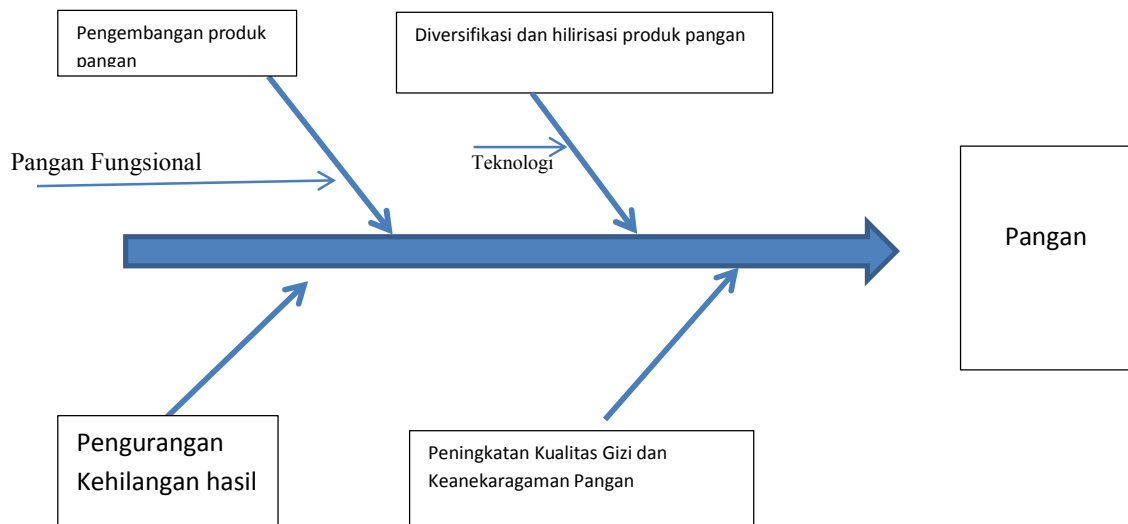 Pengembangan produk
pangan
Diversifikasi dan hilirisasi produk pangan
Pangan Fungsional
Teknologi
Pangan
Pengurangan
Kehilangan hasil
Peningkatan Kualitas Gizi dan
Keanekaragaman Pangan